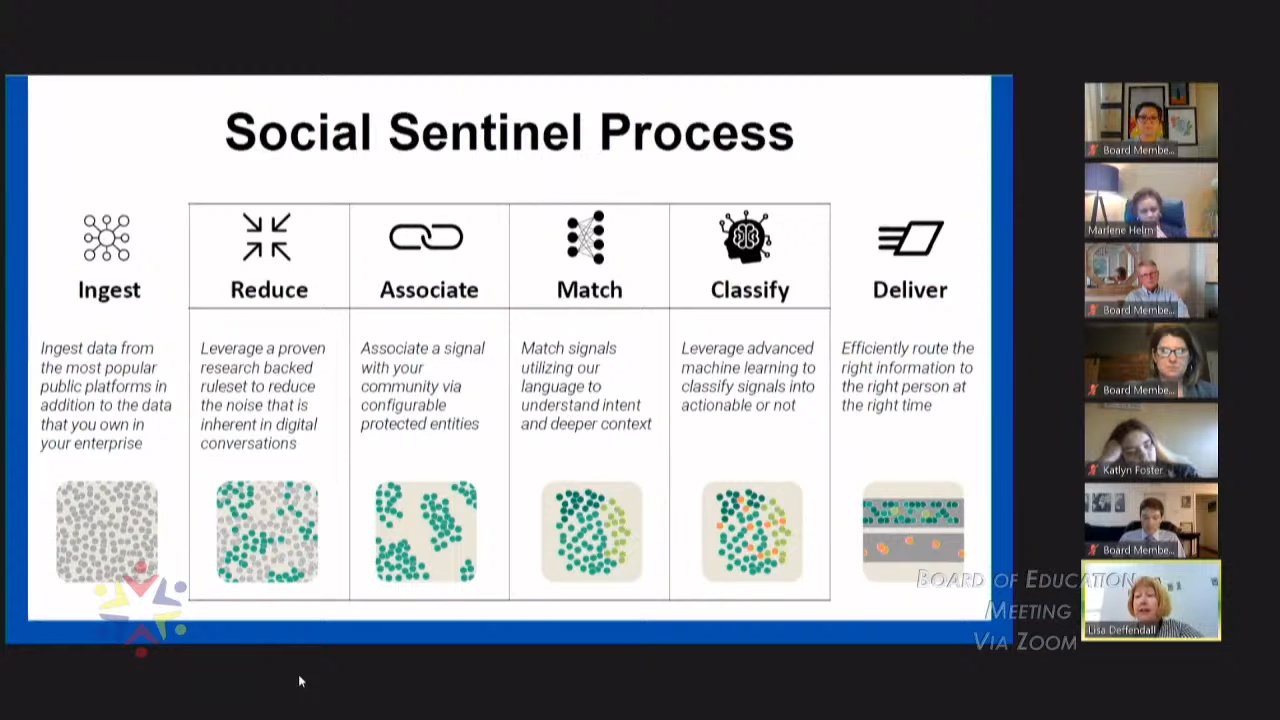 Social Sentinel Process
Ingest
Reduce
Associate
Match
Classify
Deliver
Ingest data from
the most popular
public platforms in
addition to the data
that you own in
your enterprise
Leverage a proven
research backed
ruleset to reduce
the noise that is
inherent in digital
conversations
Associate a signal
with your
community via
configurable
protected entities
Match signals
utilizing our
language to
understand intent
and deeper context
Leverage advanced
machine learning to
classify signals into
actionable or not
Efficiently route the
right information to
the right person at
the right time
Board Membe...
Marlene Helm
Board Membe...
Board Membe...
Katlyn Foster
Board Membe...
Lisa Deffendall
BOARD OF EDUCATION
MEETING
VIA ZOOM